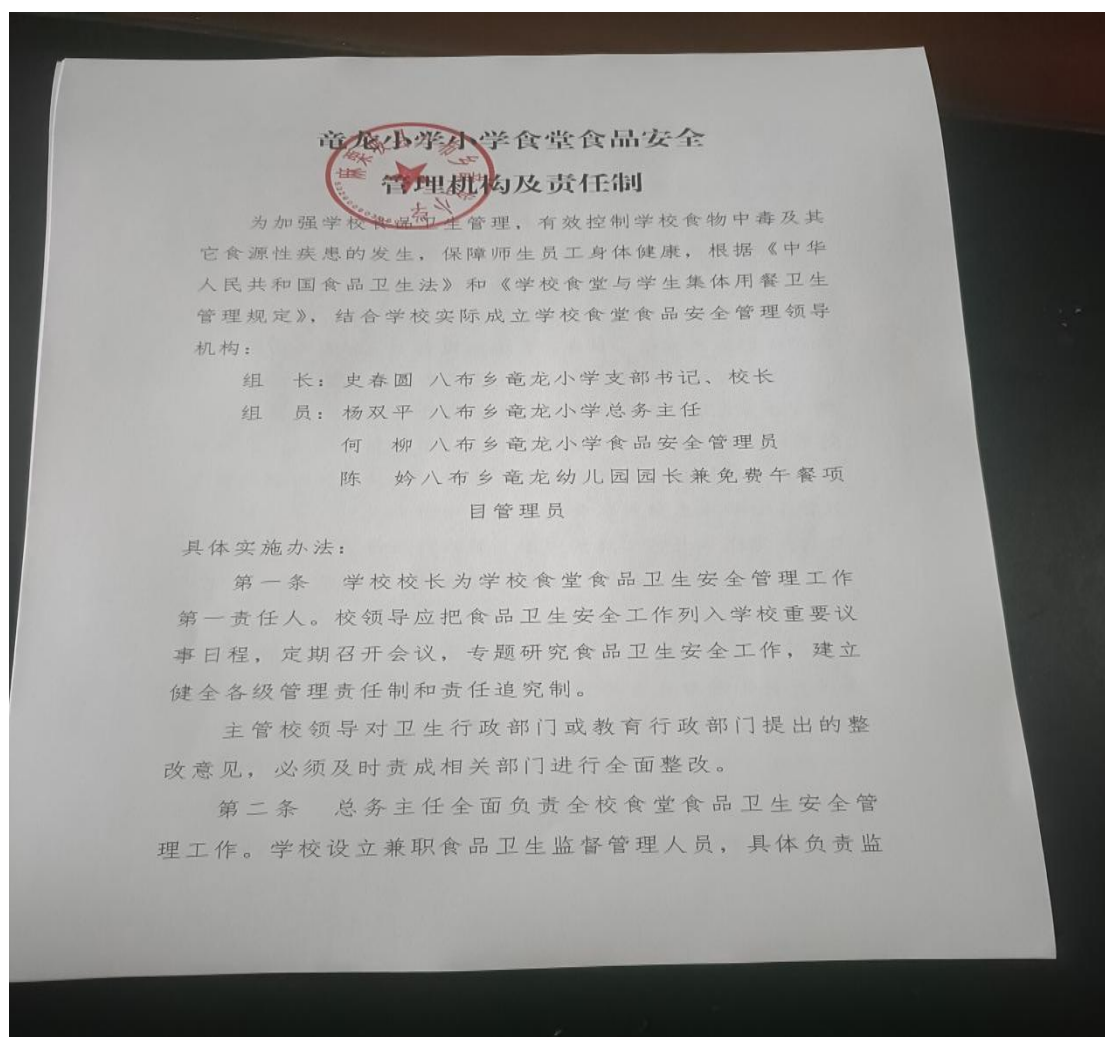 竜龙小学小学食堂食品安全
管理机构及责任制
为加强学校食品卫生管理，有效控制学校食物中毒及其
它食源性疾患的发生，保障师生员工身体健康，根据《中华
人民共和国食品卫生法》和《学校食堂与学生集体用餐卫生
管理规定》，结合学校实际成立学校食堂食品安全管理领导
机构：
组　长：史春圆 八布乡竜龙小学支部书记、校长
组　员：杨双平 八布乡竜龙小学总务主任
何　柳 八布乡竜龙小学食品安全管理员
陈　妗八布乡竜龙幼儿园园长兼免费午餐项
目管理员
具体实施办法：
第一条　学校校长为学校食堂食品卫生安全管理工作
第一责任人。校领导应把食品卫生安全工作列入学校重要议
事日程，定期召开会议，专题研究食品卫生安全工作，建立
健全各级管理责任制和责任追究制。
主管校领导对卫生行政部门或教育行政部门提出的整
改意见，必须及时责成相关部门进行全面整改。
第二条　总务主任全面负责全校食堂食品卫生安全管
理工作。学校设立兼职食品卫生监督管理人员，具体负责监